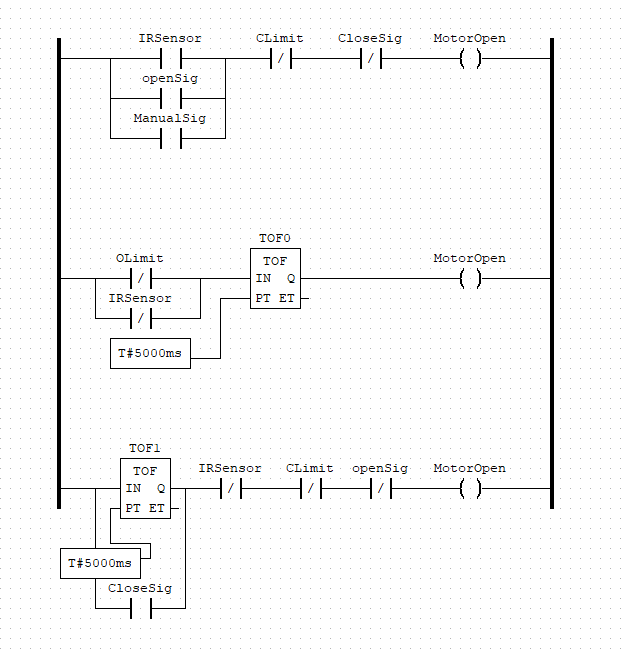 IRSensor CLimit CloseSig MotorOpen
/ /
( )
openSig
ManualSig
TOF0
OLimit TOF MotorOpen
/ IN Q ( )
IRSensor PT ET
/
T#5000ms
TOF1
TOF IRSensor CLimit openSig MotorOpen
IN Q / / / ( )
PT ET
T#5000ms
CloseSig